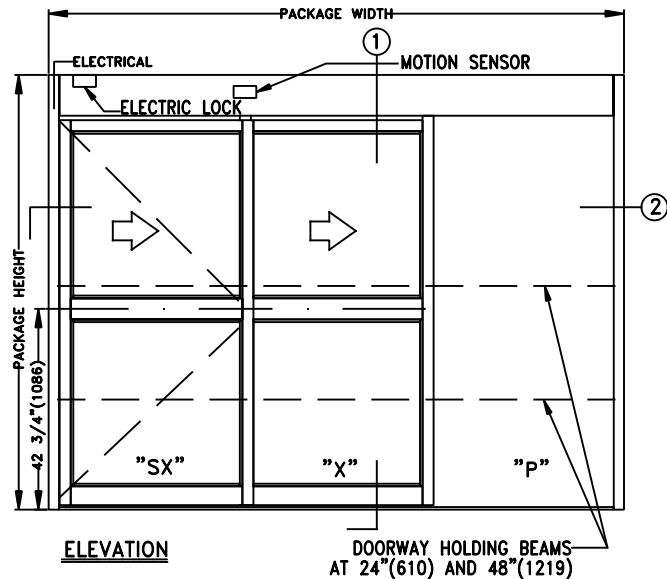 PACKAGE WIDTH
1
ELECTRICAL
MOTION SENSOR
ELECTRIC LOCK
2
PACKAGE HEIGHT
42 3/4"(1086)
"SX"
"X"
"P"
ELEVATION
DOORWAY HOLDING BEAMS
AT 24"(610) AND 48"(1219)